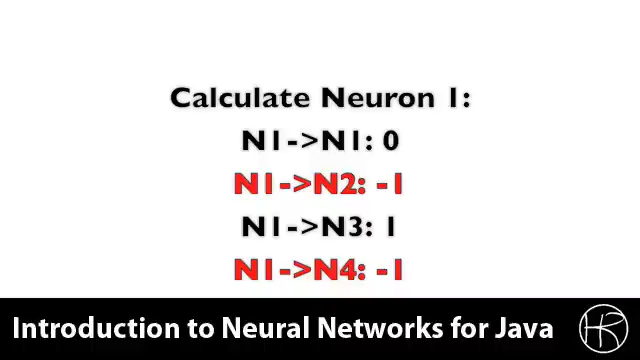 Calculate Neuron 1:
N1->N1: 0
N1->N2: -1
N1->N3: 1
N1->N4: -1
Introduction to Neural Networks for Java